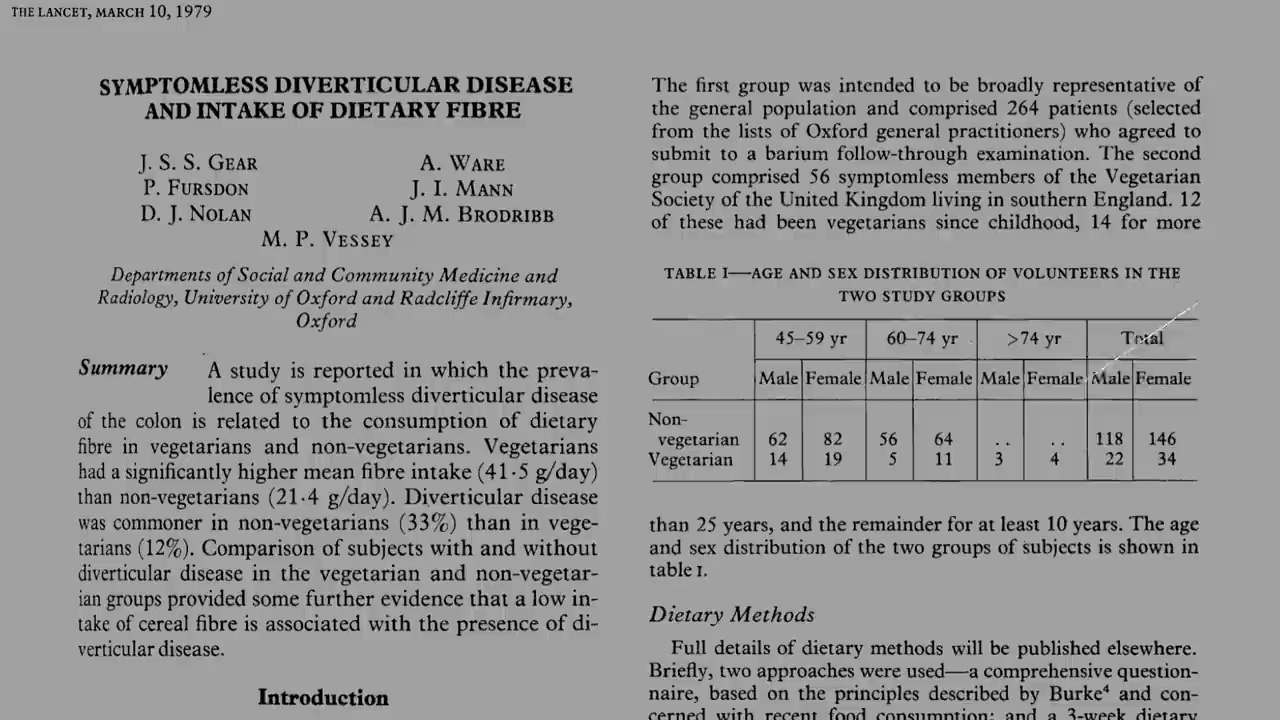 THE LANCET, MARCH 10, 1979
SYMPTOMLESS DIVERTICULAR DISEASE
AND INTAKE OF DIETARY FIBRE
J. S. S. GEAR A. WARE
P. FURSDON J. I. MANN
D. J. NOLAN A. J. M. BRODRIBB
M. P. VESSEY
Departments of Social and Community Medicine and
Radiology, University of Oxford and Radcliffe Infirmary,
Oxford
Summary A study is reported in which the preva-
lence of symptomless diverticular disease
of the colon is related to the consumption of dietary
fibre in vegetarians and non-vegetarians. Vegetarians
had a significantly higher mean fibre intake (41·5 g/day)
than non-vegetarians (21·4 g/day). Diverticular disease
was commoner in non-vegetarians (33%) than in vege-
tarians (12%). Comparison of subjects with and without
diverticular disease in the vegetarian and non-vegetar-
ian groups provided some further evidence that a low in-
take of cereal fibre is associated with the presence of di-
verticular disease.
Introduction
The first group was intended to be broadly representative of
the general population and comprised 264 patients (selected
from the lists of Oxford general practitioners) who agreed to
submit to a barium follow-through examination. The second
group comprised 56 symptomless members of the Vegetarian
Society of the United Kingdom living in southern England. 12
of these had been vegetarians since childhood, 14 for more
TABLE I—AGE AND SEX DISTRIBUTION OF VOLUNTEERS IN THE
TWO STUDY GROUPS
45–59 yr 60–74 yr >74 yr Total
Group Male Female Male Female Male Female Male Female
Non-
vegetarian 62 82 56 64 .. .. 118 146
Vegetarian 14 19 5 11 3 4 22 34
than 25 years, and the remainder for at least 10 years. The age
and sex distribution of the two groups of subjects is shown in
table I.
Dietary Methods
Full details of dietary methods will be published elsewhere.
Briefly, two approaches were used—a comprehensive question-
naire, based on the principles described by Burke⁴ and con-
cerned with recent food consumption; and a 3-week dietary